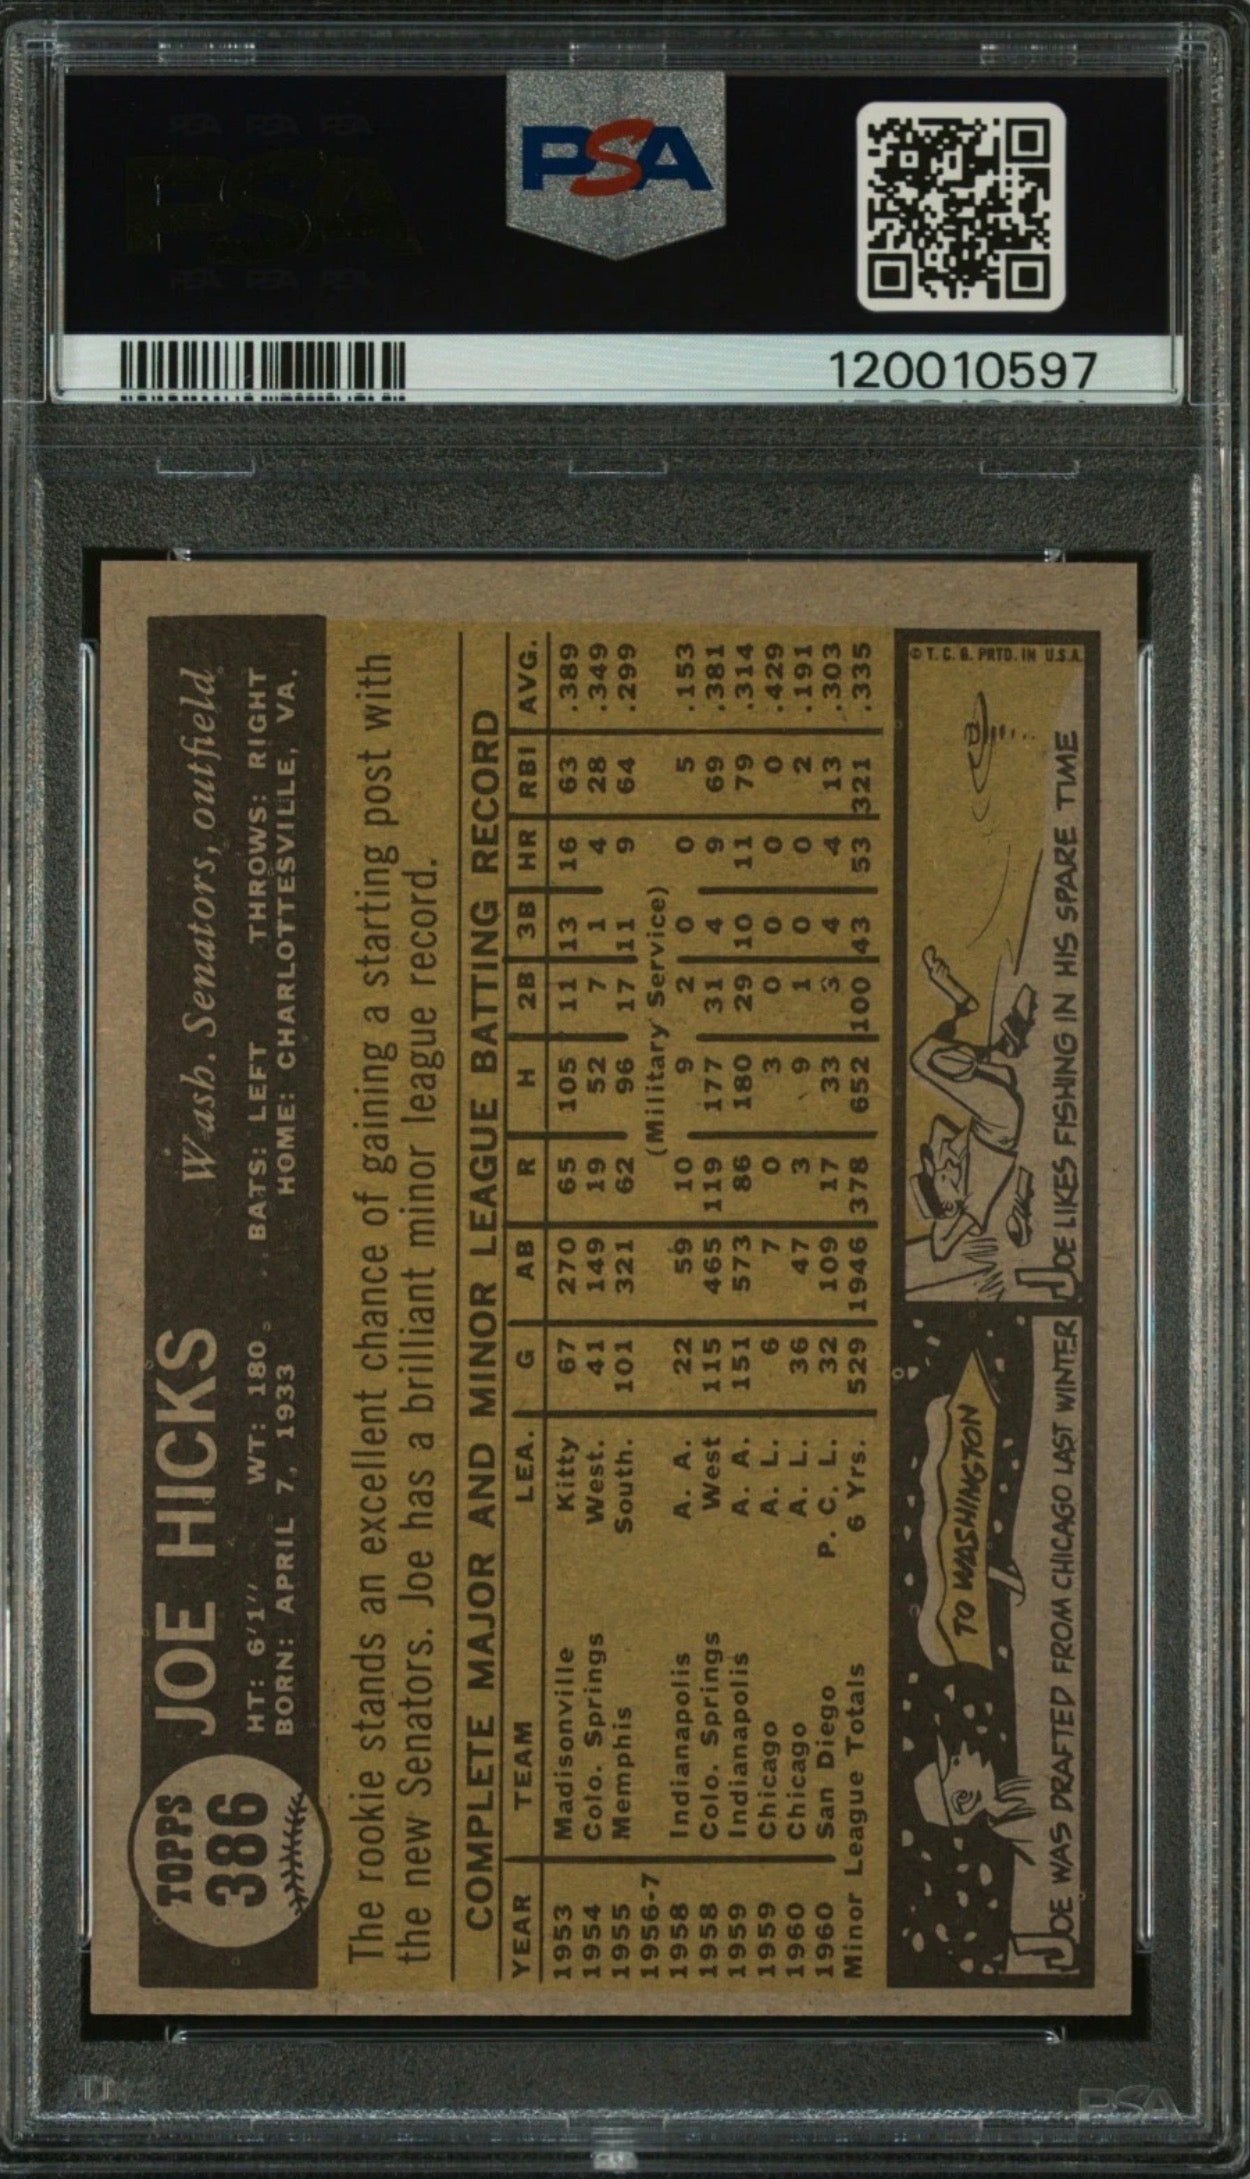 PSA PSA PSA
PSA
PSA PSA PSA
PSA
120010597
TOPPS
386
JOE HICKS
Wash. Senators, outfield
HT: 6'1" WT: 180 BATS: LEFT THROWS: RIGHT
BORN: APRIL 7, 1933 HOME: CHARLOTTESVILLE, VA.
The rookie stands an excellent chance of gaining a starting post with
the new Senators. Joe has a brilliant minor league record.
COMPLETE MAJOR AND MINOR LEAGUE BATTING RECORD
YEAR TEAM LEA. G AB R H 2B 3B HR RBI AVG.
1953 Madisonville Kitty 67 270 65 105 11 13 16 63 .389
1954 Colo. Springs West. 41 149 19 52 7 1 4 28 .349
1955 Memphis South. 101 321 62 96 17 11 9 64 .299
1956-7 (Military Service)
1958 Indianapolis A. A. 22 59 10 9 2 0 0 5 .153
1958 Colo. Springs West 115 465 119 177 31 4 9 69 .381
1959 Indianapolis A. A. 151 573 86 180 29 10 11 79 .314
1959 Chicago A. L. 6 7 0 3 0 0 0 0 .429
1960 Chicago A. L. 36 47 3 9 1 0 0 2 .191
1960 San Diego P. C. L. 32 109 17 33 3 4 4 13 .303
Minor League Totals 6 Yrs. 529 1946 378 652 100 43 53 321 .335
TO WASHINGTON
JOE WAS DRAFTED FROM CHICAGO LAST WINTER
JOE LIKES FISHING IN HIS SPARE TIME
© T. C. G. PRTD. IN U.S.A.
PSA